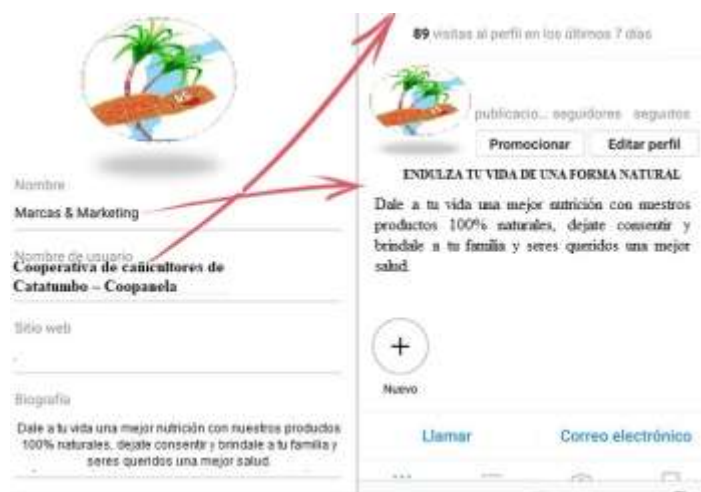 Nombre
Marcas & Marketing
Nombre de usuario
Cooperativa de cañicultores de
Catatumbo – Coopanela
Sitio web
Biografía
Dale a tu vida una mejor nutrición con nuestros productos
100% naturales, dejate consentir y brindale a tu familia y
seres queridos una mejor salud.
89 visitas al perfil en los últimos 7 días
publicacio... seguidores seguidos
Promocionar Editar perfil
ENDULZA TU VIDA DE UNA FORMA NATURAL
Dale a tu vida una mejor nutrición con nuestros
productos 100% naturales, dejate consentir y
brindale a tu familia y seres queridos una mejor
salud.
+
Nuevo
Llamar Correo electrónico